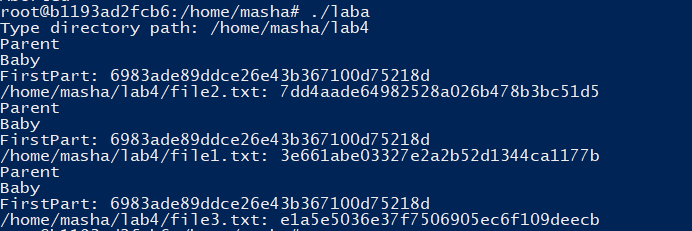 root@b1193ad2fcb6:/home/masha# ./laba
Type directory path: /home/masha/lab4
Parent
Baby
FirstPart: 6983ade89ddce26e43b367100d75218d
/home/masha/lab4/file2.txt: 7dd4aade64982528a026b478b3bc51d5
Parent
Baby
FirstPart: 6983ade89ddce26e43b367100d75218d
/home/masha/lab4/file1.txt: 3e661abe03327e2a2b52d1344ca1177b
Parent
Baby
FirstPart: 6983ade89ddce26e43b367100d75218d
/home/masha/lab4/file3.txt: e1a5e5036e37f7506905ec6f109deecb